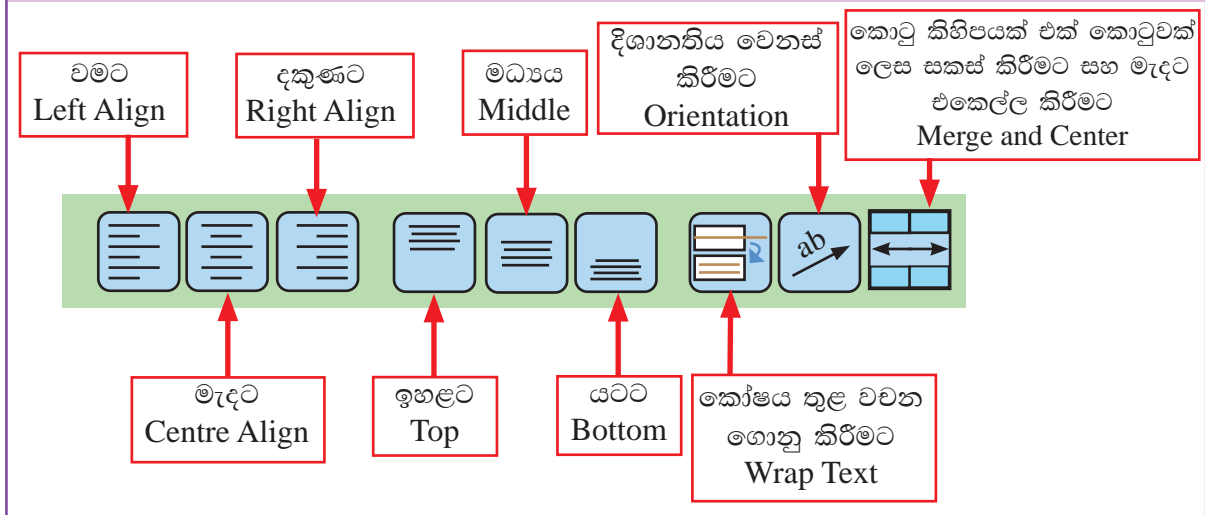 වමට
Left Align
දකුණට
Right Align
මධ්‍යය
Middle
දිශානතිය වෙනස්
කිරීමට
Orientation
කොටු කිහිපයක් එක් කොටුවක්
ලෙස සකස් කිරීමට සහ මැදට
එකෙල්ල කිරීමට
Merge and Center
ab
මැදට
Centre Align
ඉහළට
Top
යටට
Bottom
කෝෂය තුළ වචන
ගොනු කිරීමට
Wrap Text